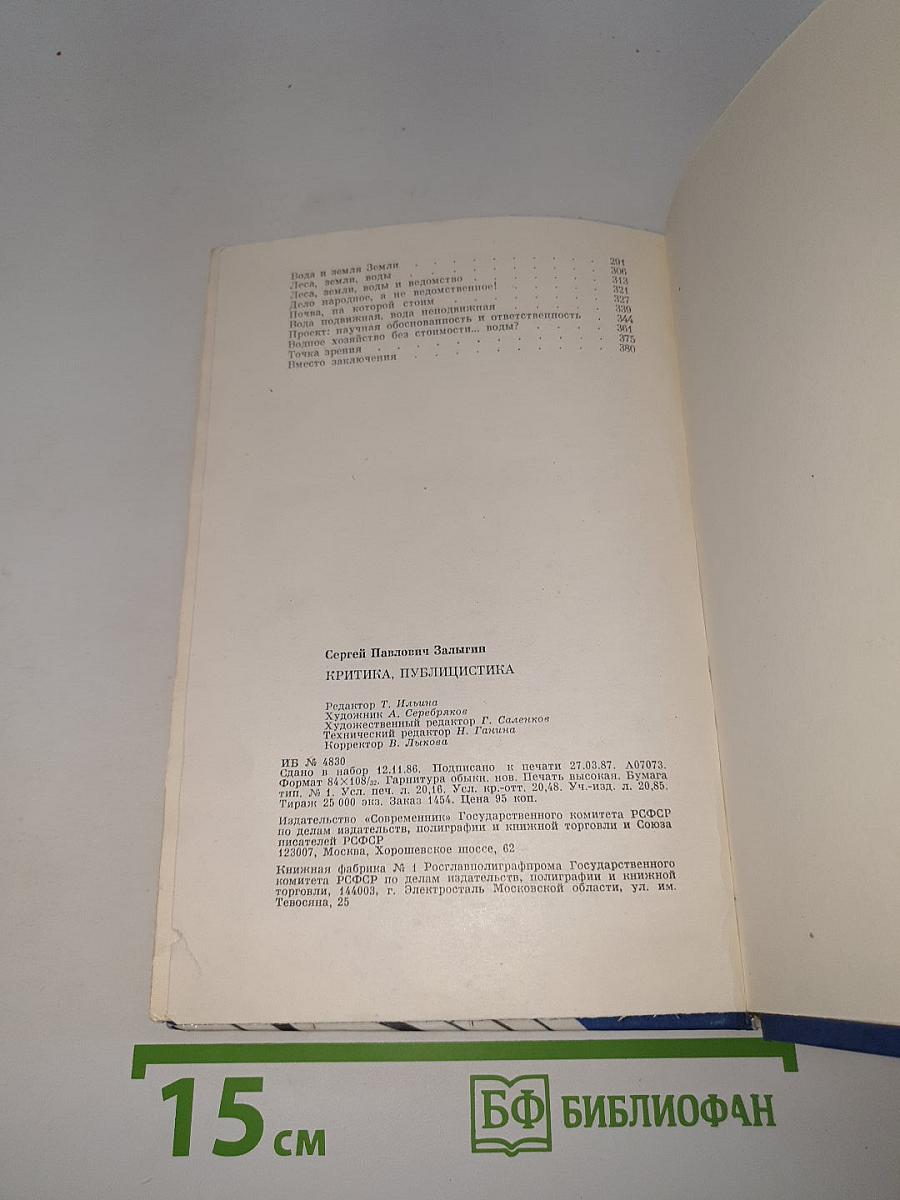 Вода и земля Земли . . . . . . . . . . 291
Леса, земли, воды . . . . . . . . . . 306
Леса, земли, воды и ведомство . . . . . . 313
Дело народное, а не ведомственное! . . . . . 321
Почва, на которой стоим . . . . . . . . 327
Вода подвижная, вода неподвижная . . . . . 339
Проект: научная обоснованность и ответственность . 344
Водное хозяйство без стоимости... воды? . . . . 361
Точка зрения . . . . . . . . . . . 375
Вместо заключения . . . . . . . . . . 380
Сергей Павлович Залыгин
КРИТИКА, ПУБЛИЦИСТИКА
Редактор Т. Ильина
Художник А. Серебряков
Художественный редактор Г. Саленков
Технический редактор Н. Ганина
Корректор В. Лыкова
ИБ № 4830
Сдано в набор 12.11.86. Подписано к печати 27.03.87. А07073.
Формат 84×108/32. Гарнитура обыкн. нов. Печать высокая. Бумага
тип. № 1. Усл. печ. л. 20,16. Усл. кр.-отт. 20,48. Уч.-изд. л. 20,85.
Тираж 25 000 экз. Заказ 1454. Цена 95 коп.
Издательство «Современник» Государственного комитета РСФСР
по делам издательств, полиграфии и книжной торговли и Союза
писателей РСФСР
123007, Москва, Хорошевское шоссе, 62
Книжная фабрика № 1 Росглавполиграфпрома Государственного
комитета РСФСР по делам издательств, полиграфии и книжной
торговли, 144003, г. Электросталь Московской области, ул. им.
Тевосяна, 25
15 см
БФ БИБЛИОФАН